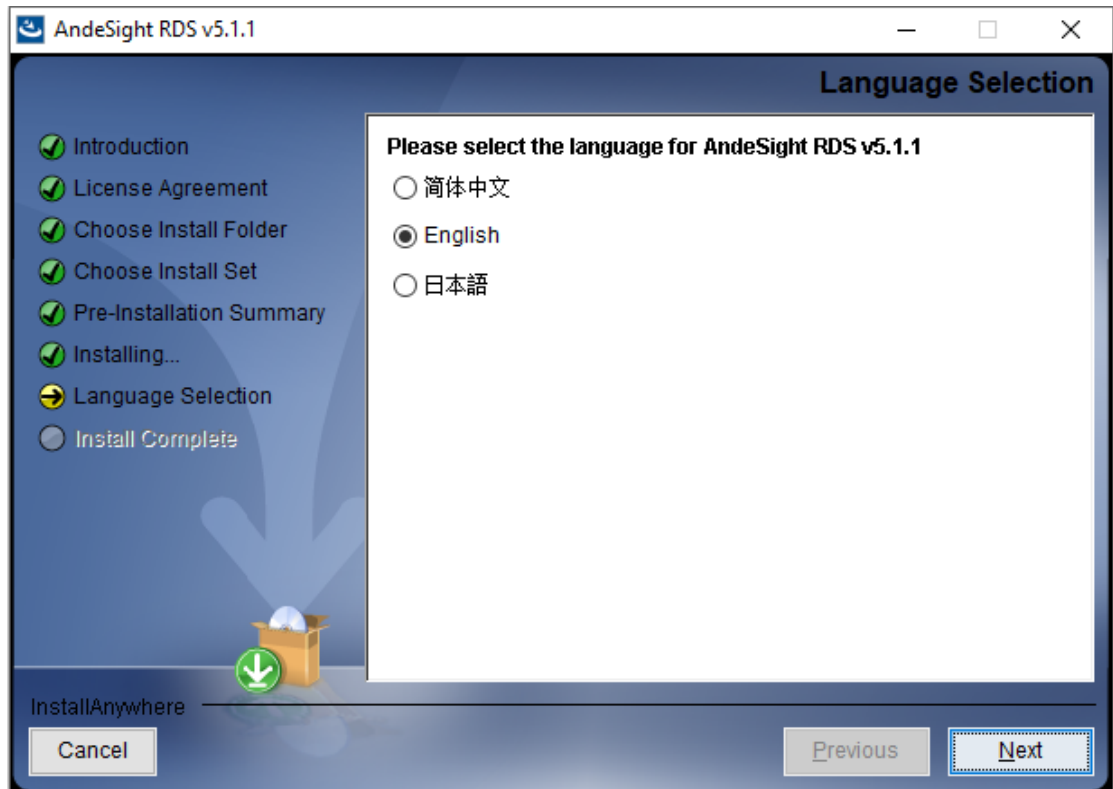 AndeSight RDS v5.1.1
Language Selection
Introduction
License Agreement
Choose Install Folder
Choose Install Set
Pre-Installation Summary
Installing...
Language Selection
Install Complete
Please select the language for AndeSight RDS v5.1.1
简体中文
English
日本語
InstallAnywhere
Cancel
Previous
Next